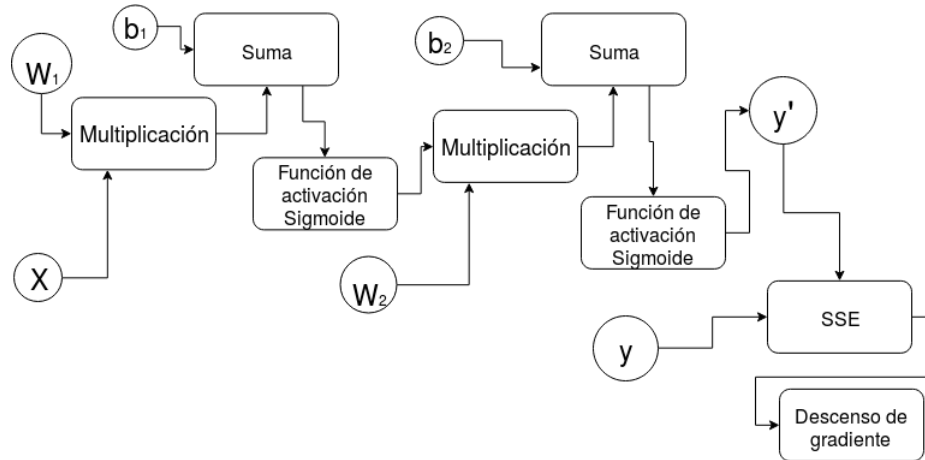 b₁
Suma
b₂
Suma
W₁
y'
Multiplicación
Multiplicación
Función de
activación
Sigmoide
Función de
activación
Sigmoide
X
W₂
SSE
y
Descenso de
gradiente